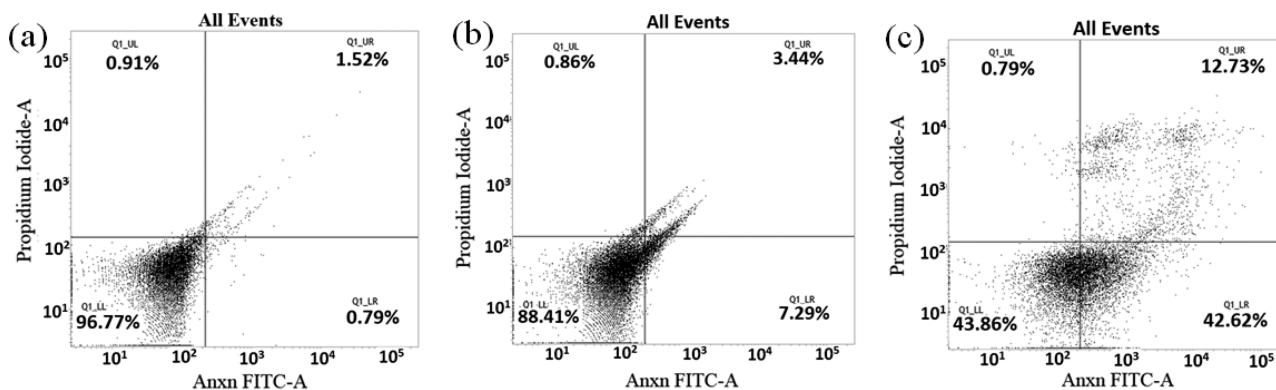 (a)
All Events
Q1_UL
0.91%
Q1_UR
1.52%
10⁵
10⁴
10³
10²
10¹
Propidium Iodide-A
Q1_LL
96.77%
Q1_LR
0.79%
10¹ 10² 10³ 10⁴ 10⁵
Anxn FITC-A
(b)
All Events
Q1_UL
0.86%
Q1_UR
3.44%
10⁵
10⁴
10³
10²
10¹
Propidium Iodide-A
Q1_LL
88.41%
Q1_LR
7.29%
10¹ 10² 10³ 10⁴ 10⁵
Anxn FITC-A
(c)
All Events
Q1_UL
0.79%
Q1_UR
12.73%
10⁵
10⁴
10³
10²
10¹
Propidium Iodide-A
Q1_LL
43.86%
Q1_LR
42.62%
10¹ 10² 10³ 10⁴ 10⁵
Anxn FITC-A